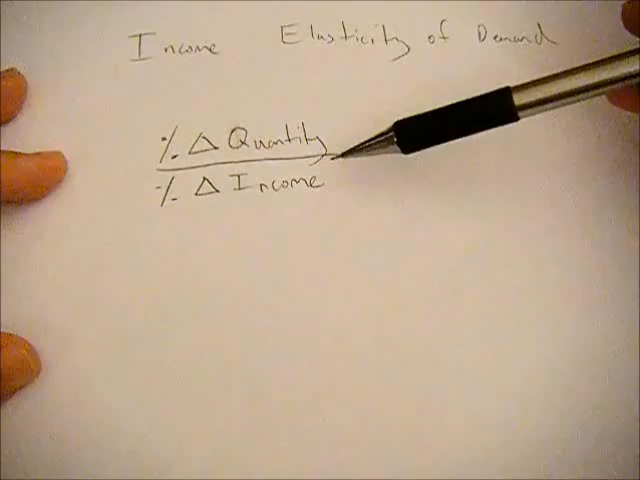 Income Elasticity of Demand
% Δ Quantity
% Δ Income